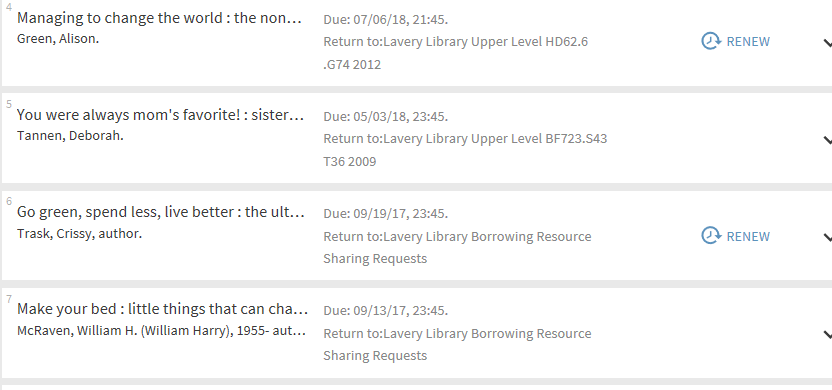 4
Managing to change the world : the non...
Green, Alison.
Due: 07/06/18, 21:45.
Return to:Lavery Library Upper Level HD62.6
.G74 2012
RENEW
5
You were always mom's favorite! : sister...
Tannen, Deborah.
Due: 05/03/18, 23:45.
Return to:Lavery Library Upper Level BF723.S43
T36 2009
6
Go green, spend less, live better : the ult...
Trask, Crissy, author.
Due: 09/19/17, 23:45.
Return to:Lavery Library Borrowing Resource
Sharing Requests
RENEW
7
Make your bed : little things that can cha...
McRaven, William H. (William Harry), 1955- aut...
Due: 09/13/17, 23:45.
Return to:Lavery Library Borrowing Resource
Sharing Requests